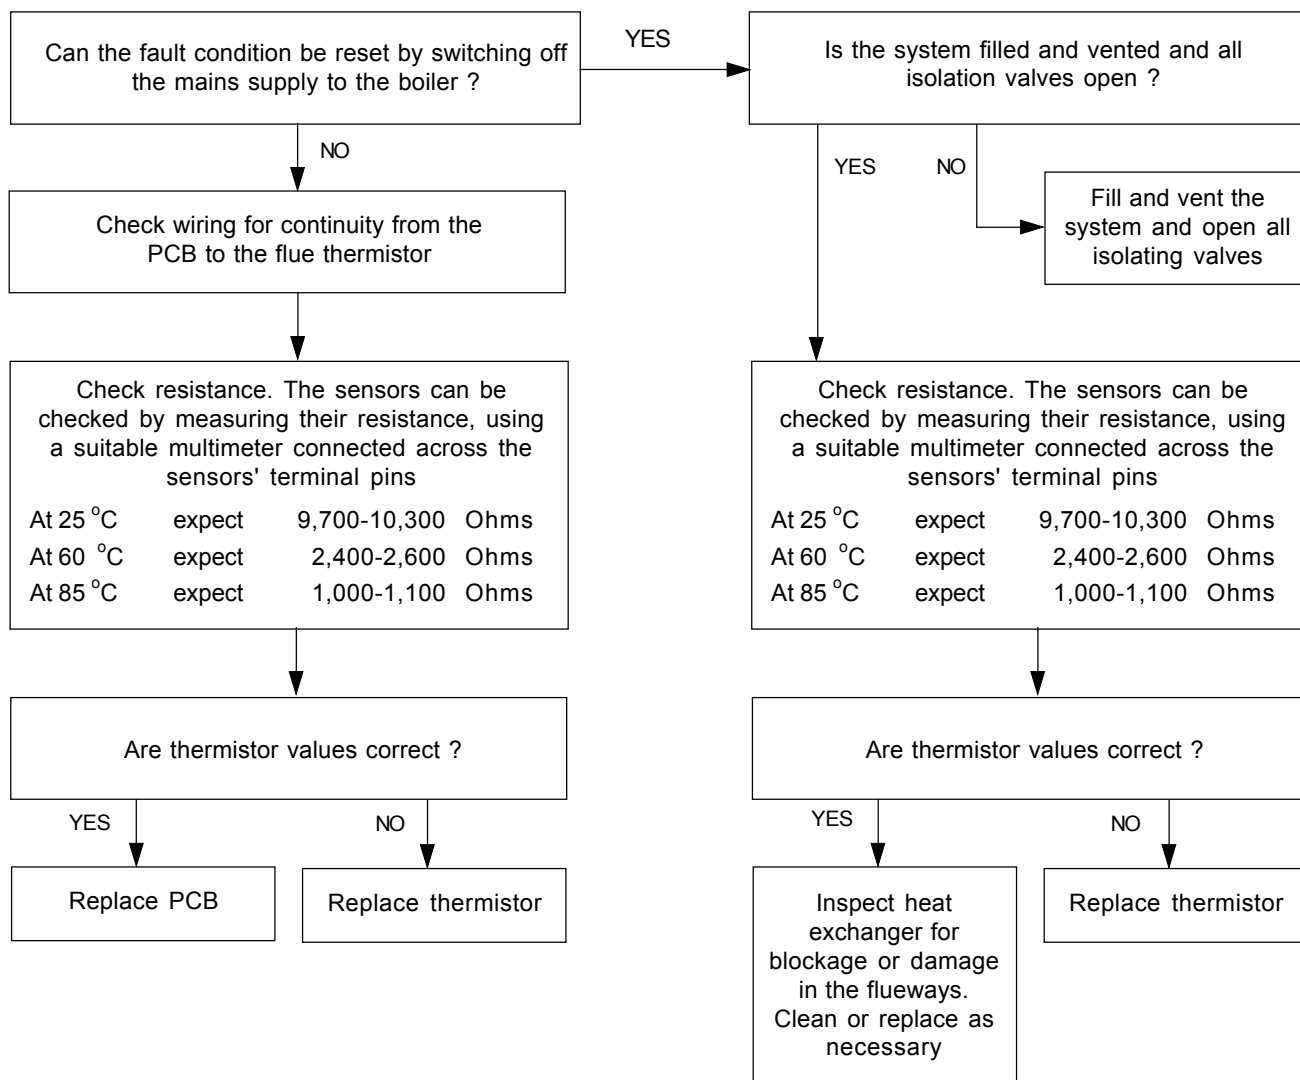 Can the fault condition be reset by switching off
the mains supply to the boiler ?
YES
Is the system filled and vented and all
isolation valves open ?
NO
YES
NO
Check wiring for continuity from the
PCB to the flue thermistor
Fill and vent the
system and open all
isolating valves
Check resistance. The sensors can be
checked by measuring their resistance, using
a suitable multimeter connected across the
sensors' terminal pins
At 25 °C expect 9,700-10,300 Ohms
At 60 °C expect 2,400-2,600 Ohms
At 85 °C expect 1,000-1,100 Ohms
Check resistance. The sensors can be
checked by measuring their resistance, using
a suitable multimeter connected across the
sensors' terminal pins
At 25 °C expect 9,700-10,300 Ohms
At 60 °C expect 2,400-2,600 Ohms
At 85 °C expect 1,000-1,100 Ohms
Are thermistor values correct ?
Are thermistor values correct ?
YES
NO
YES
NO
Replace PCB
Replace thermistor
Inspect heat
exchanger for
blockage or damage
in the flueways.
Clean or replace as
necessary
Replace thermistor